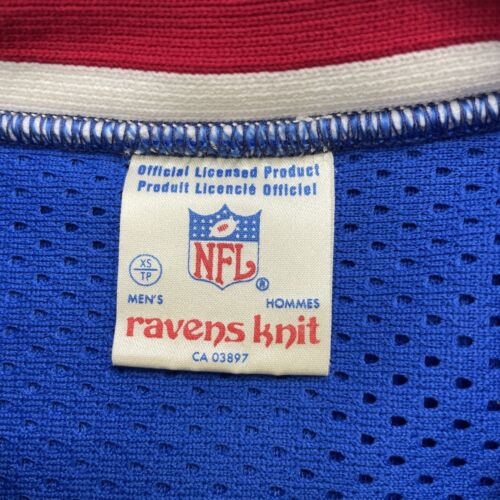 Official Licensed Product
Produit Licencié Officiel
NFL
®
XS
TP
MEN'S HOMMES
ravens knit
CA 03897